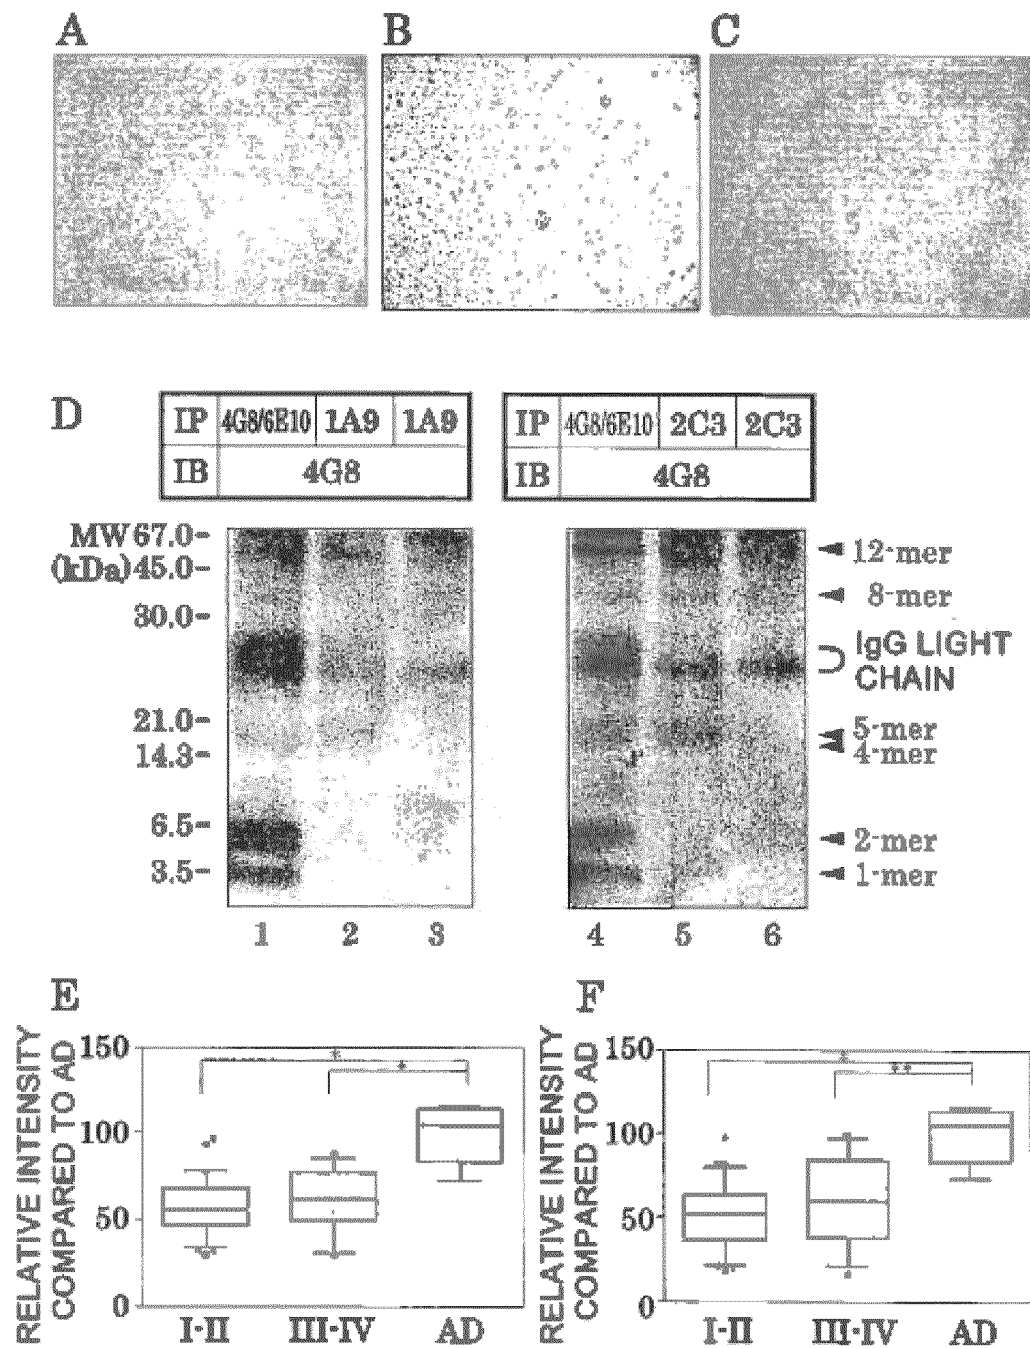 A B C
D
IP 4G8/6E10 1A9 1A9
IB 4G8
IP 4G8/6E10 2C3 2C3
IB 4G8
MW 67.0-
(kDa) 45.0-
30.0-
21.0-
14.3-
6.5-
3.5-
12-mer
8-mer
IgG LIGHT
CHAIN
5-mer
4-mer
2-mer
1-mer
1 2 3
4 5 6
E
RELATIVE INTENSITY
COMPARED TO AD
150
100
50
0
* *
I-II III-IV AD
F
RELATIVE INTENSITY
COMPARED TO AD
150
100
50
0
**
I-II III-IV AD